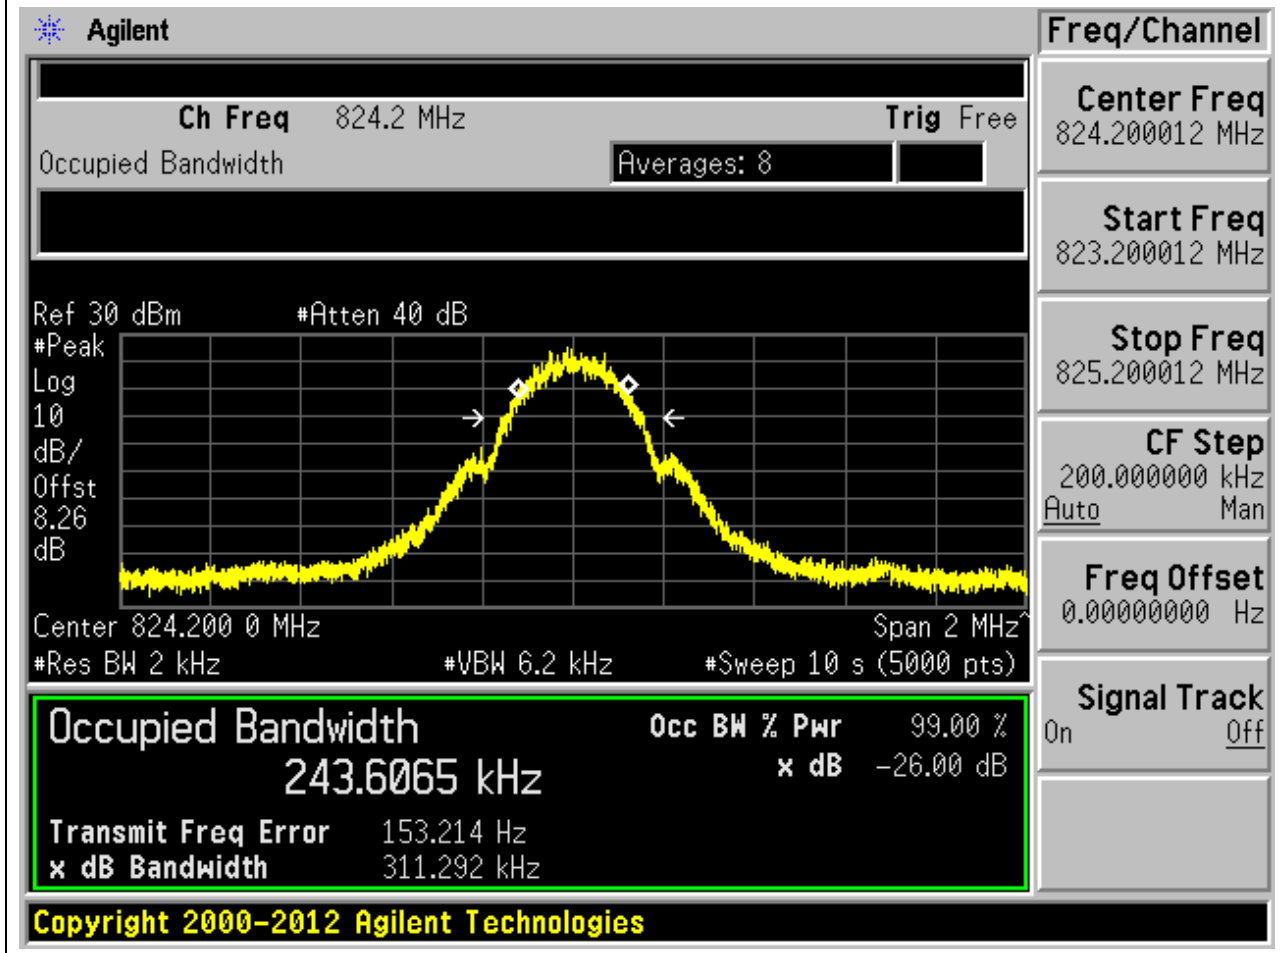 Agilent
Freq/Channel
Ch Freq 824.2 MHz Trig Free
Occupied Bandwidth Averages: 8
Center Freq
824.200012 MHz
Start Freq
823.200012 MHz
Stop Freq
825.200012 MHz
CF Step
200.000000 kHz
Auto Man
Freq Offset
0.00000000 Hz
Signal Track
On Off
Ref 30 dBm #Atten 40 dB
#Peak
Log
10
dB/
Offst
8.26
dB
Center 824.200 0 MHz Span 2 MHz^
#Res BW 2 kHz #VBW 6.2 kHz #Sweep 10 s (5000 pts)
Occupied Bandwidth
243.6065 kHz
Occ BW % Pwr 99.00 %
x dB -26.00 dB
Transmit Freq Error 153.214 Hz
x dB Bandwidth 311.292 kHz
Copyright 2000-2012 Agilent Technologies